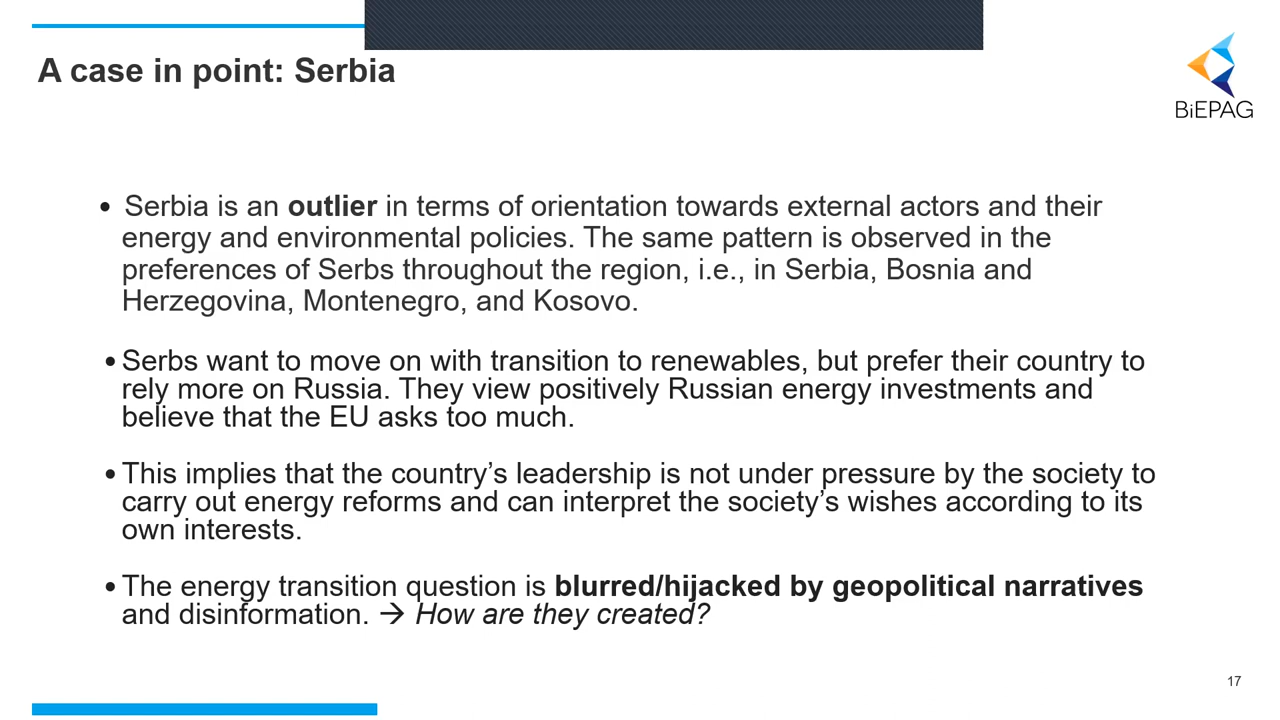 A case in point: Serbia
BiEPAG
• Serbia is an outlier in terms of orientation towards external actors and their
energy and environmental policies. The same pattern is observed in the
preferences of Serbs throughout the region, i.e., in Serbia, Bosnia and
Herzegovina, Montenegro, and Kosovo.
• Serbs want to move on with transition to renewables, but prefer their country to
rely more on Russia. They view positively Russian energy investments and
believe that the EU asks too much.
• This implies that the country’s leadership is not under pressure by the society to
carry out energy reforms and can interpret the society’s wishes according to its
own interests.
• The energy transition question is blurred/hijacked by geopolitical narratives
and disinformation. → How are they created?
17